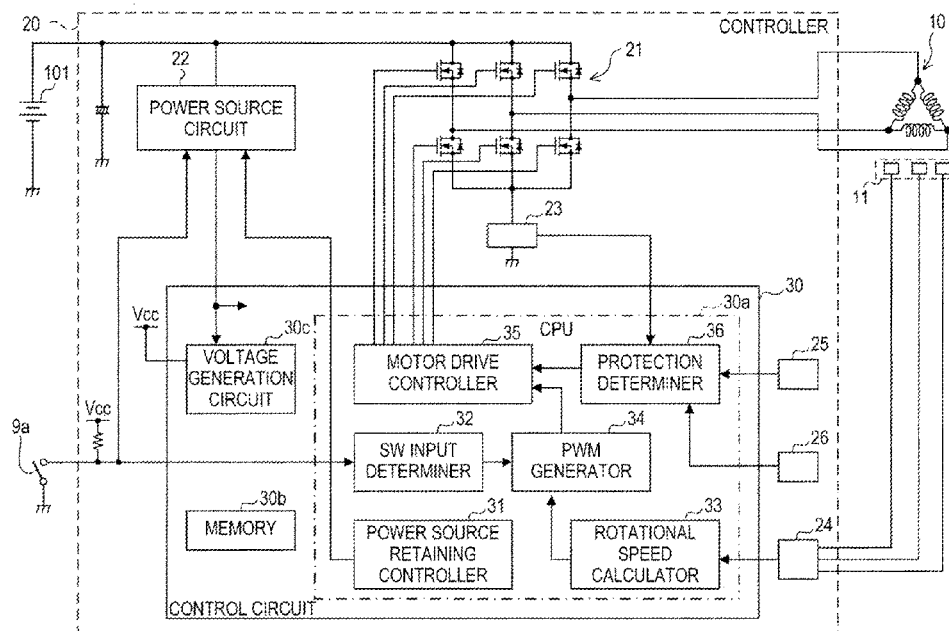 20
CONTROLLER
10
101
22
POWER SOURCE
CIRCUIT
21
11
23
30
30a
CPU
Vcc
30c
VOLTAGE
GENERATION
CIRCUIT
35
MOTOR DRIVE
CONTROLLER
36
PROTECTION
DETERMINER
25
Vcc
9a
32
SW INPUT
DETERMINER
34
PWM
GENERATOR
26
30b
MEMORY
31
POWER SOURCE
RETAINING
CONTROLLER
33
ROTATIONAL
SPEED
CALCULATOR
24
CONTROL CIRCUIT